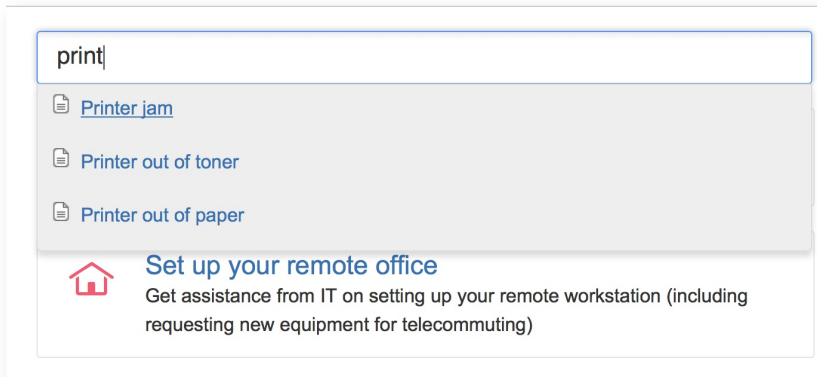 print
Printer jam
Printer out of toner
Printer out of paper
Set up your remote office
Get assistance from IT on setting up your remote workstation (including
requesting new equipment for telecommuting)